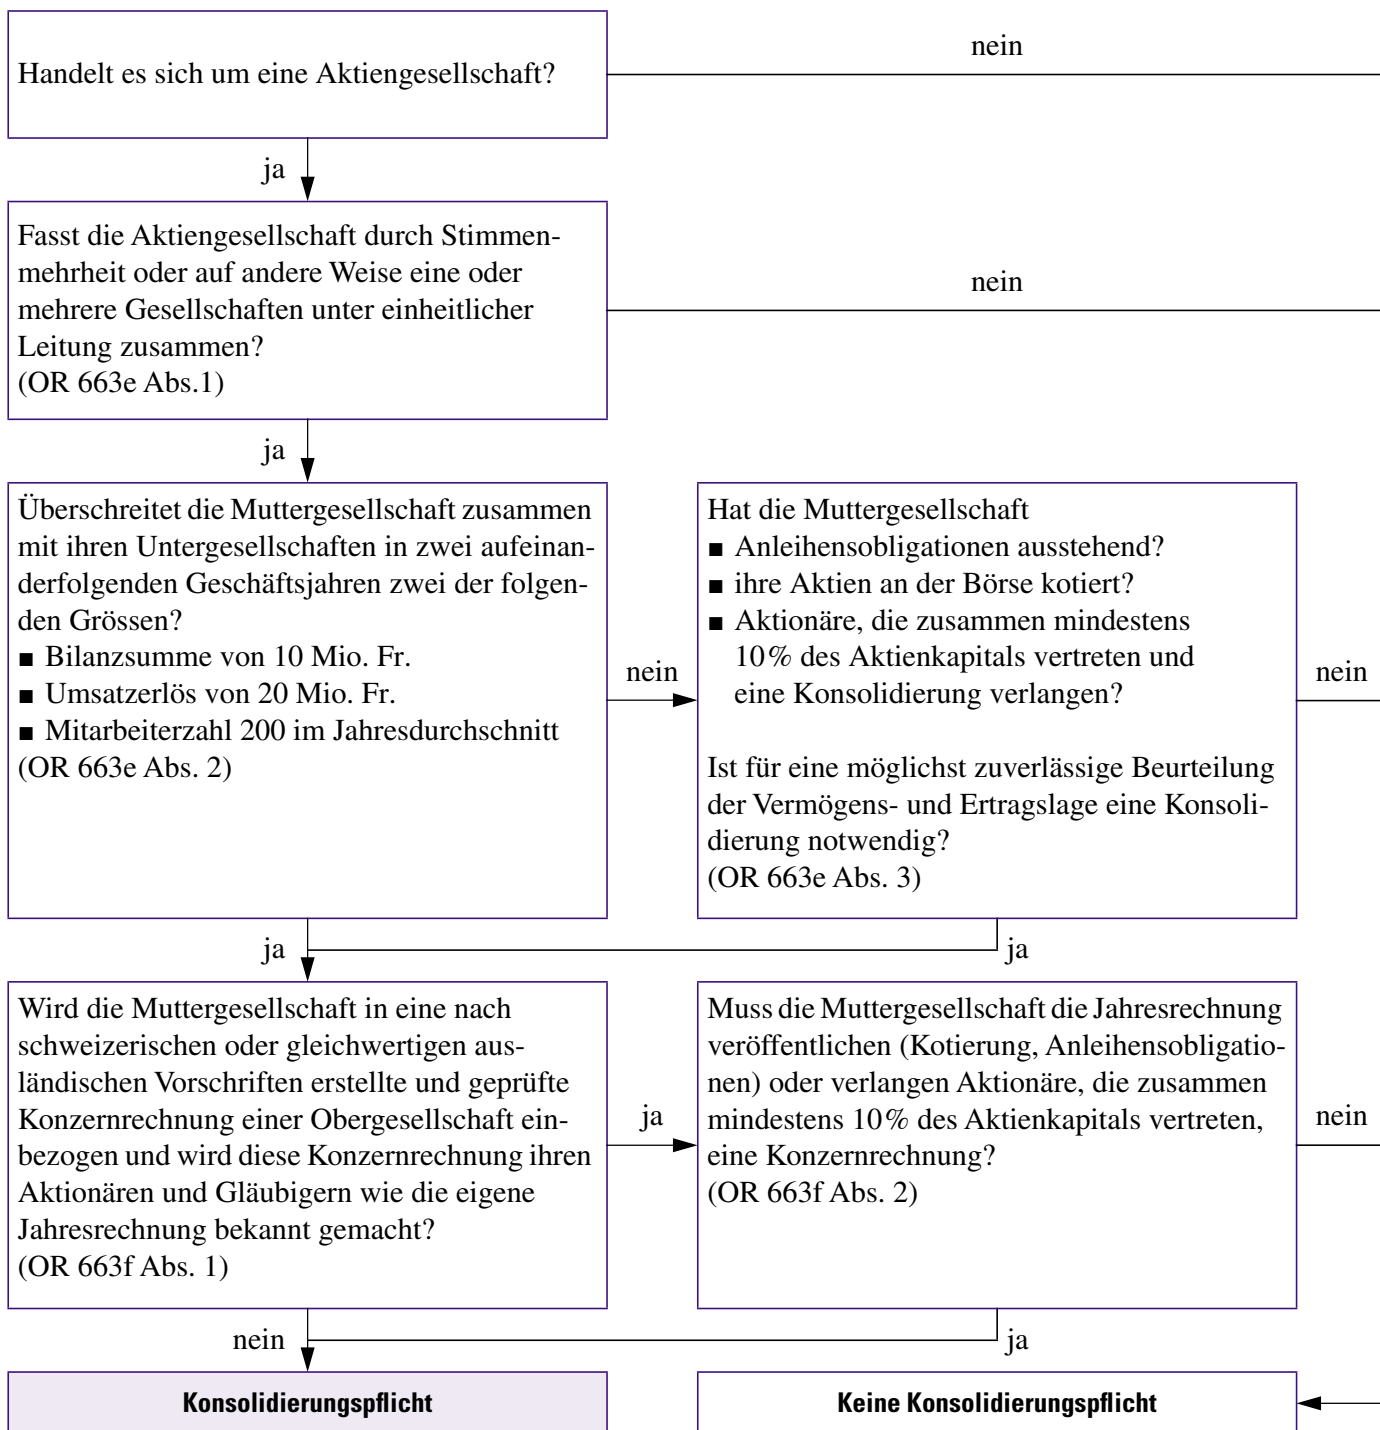 Handelt es sich um eine Aktiengesellschaft?
nein
ja
Fasst die Aktiengesellschaft durch Stimmen-
mehrheit oder auf andere Weise eine oder
mehrere Gesellschaften unter einheitlicher
Leitung zusammen?
(OR 663e Abs.1)
nein
ja
Überschreitet die Muttergesellschaft zusammen
mit ihren Untergesellschaften in zwei aufeinan-
derfolgenden Geschäftsjahren zwei der folgen-
den Grössen?
■ Bilanzsumme von 10 Mio. Fr.
■ Umsatzerlös von 20 Mio. Fr.
■ Mitarbeiterzahl 200 im Jahresdurchschnitt
(OR 663e Abs. 2)
nein
Hat die Muttergesellschaft
■ Anleihensobligationen ausstehend?
■ ihre Aktien an der Börse kotiert?
■ Aktionäre, die zusammen mindestens
10% des Aktienkapitals vertreten und
eine Konsolidierung verlangen?
Ist für eine möglichst zuverlässige Beurteilung
der Vermögens- und Ertragslage eine Konsoli-
dierung notwendig?
(OR 663e Abs. 3)
nein
ja
ja
Wird die Muttergesellschaft in eine nach
schweizerischen oder gleichwertigen aus-
ländischen Vorschriften erstellte und geprüfte
Konzernrechnung einer Obergesellschaft ein-
bezogen und wird diese Konzernrechnung ihren
Aktionären und Gläubigern wie die eigene
Jahresrechnung bekannt gemacht?
(OR 663f Abs. 1)
ja
Muss die Muttergesellschaft die Jahresrechnung
veröffentlichen (Kotierung, Anleihensobligatio-
nen) oder verlangen Aktionäre, die zusammen
mindestens 10% des Aktienkapitals vertreten,
eine Konzernrechnung?
(OR 663f Abs. 2)
nein
nein
ja
Konsolidierungspflicht
Keine Konsolidierungspflicht